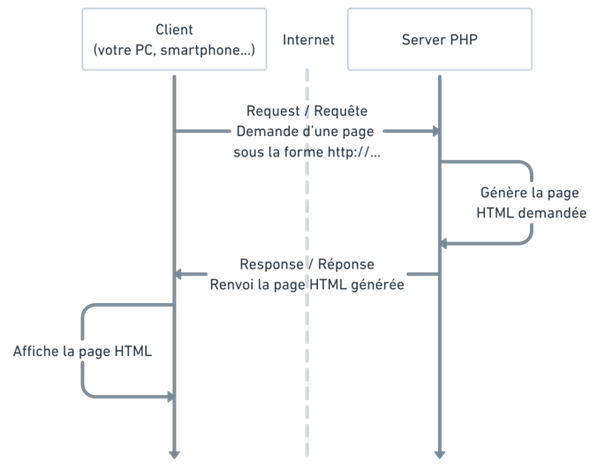 Client
(votre PC, smartphone...)
Internet
Server PHP
Request / Requête
Demande d'une page
sous la forme http://...
Génère la page
HTML demandée
Response / Réponse
Renvoi la page HTML générée
Affiche la page HTML